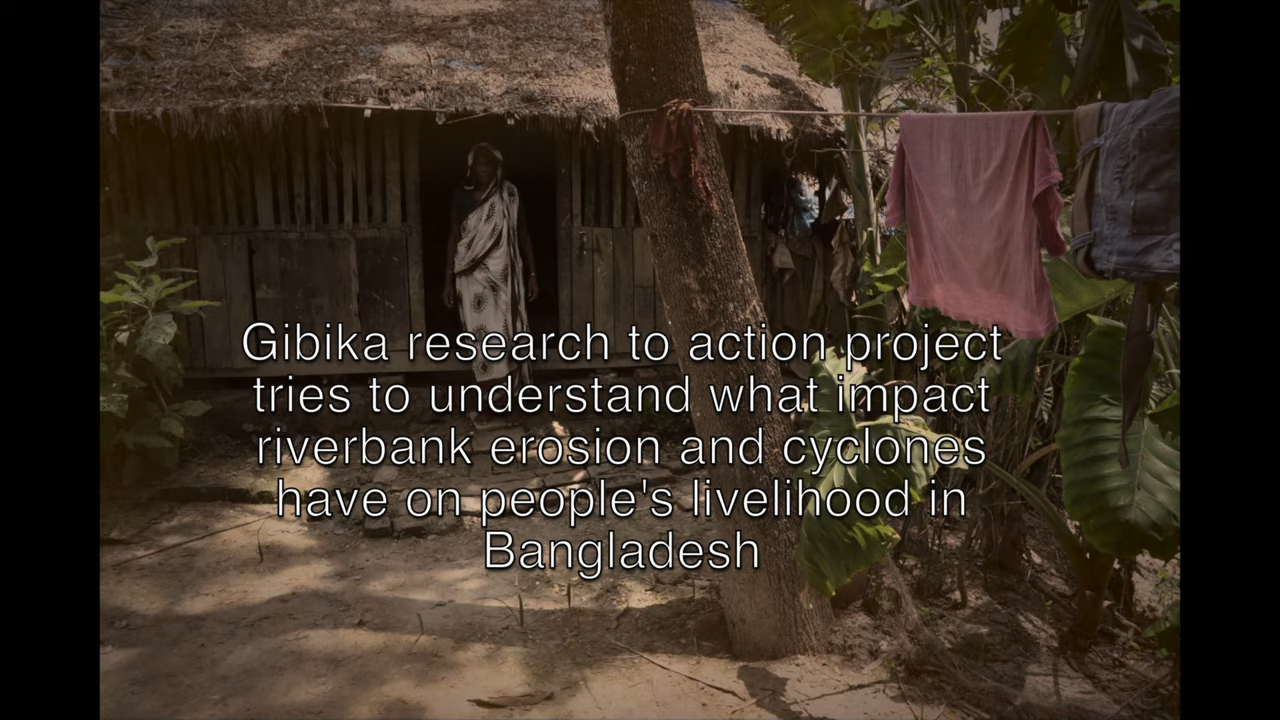 Gibika research to action project
tries to understand what impact
riverbank erosion and cyclones
have on people's livelihood in
Bangladesh